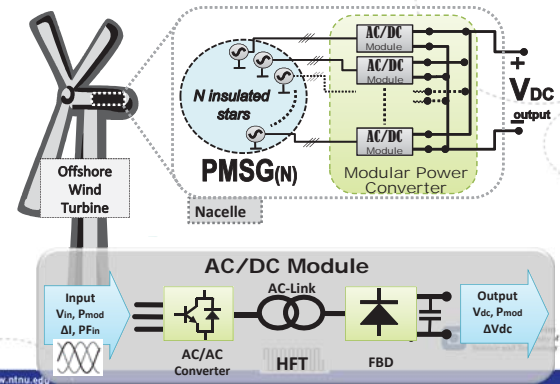 AC/DC
Module
AC/DC
Module
N insulated
stars
AC/DC
Module
+
VDC
output
–
PMSG(N)
Modular Power
Converter
Offshore
Wind
Turbine
Nacelle
AC/DC Module
Input
Vin, Pmod
ΔI, PFin
AC-Link
Output
Vdc, Pmod
ΔVdc
AC/AC
Converter
HFT
FBD
www.ntnu.edu